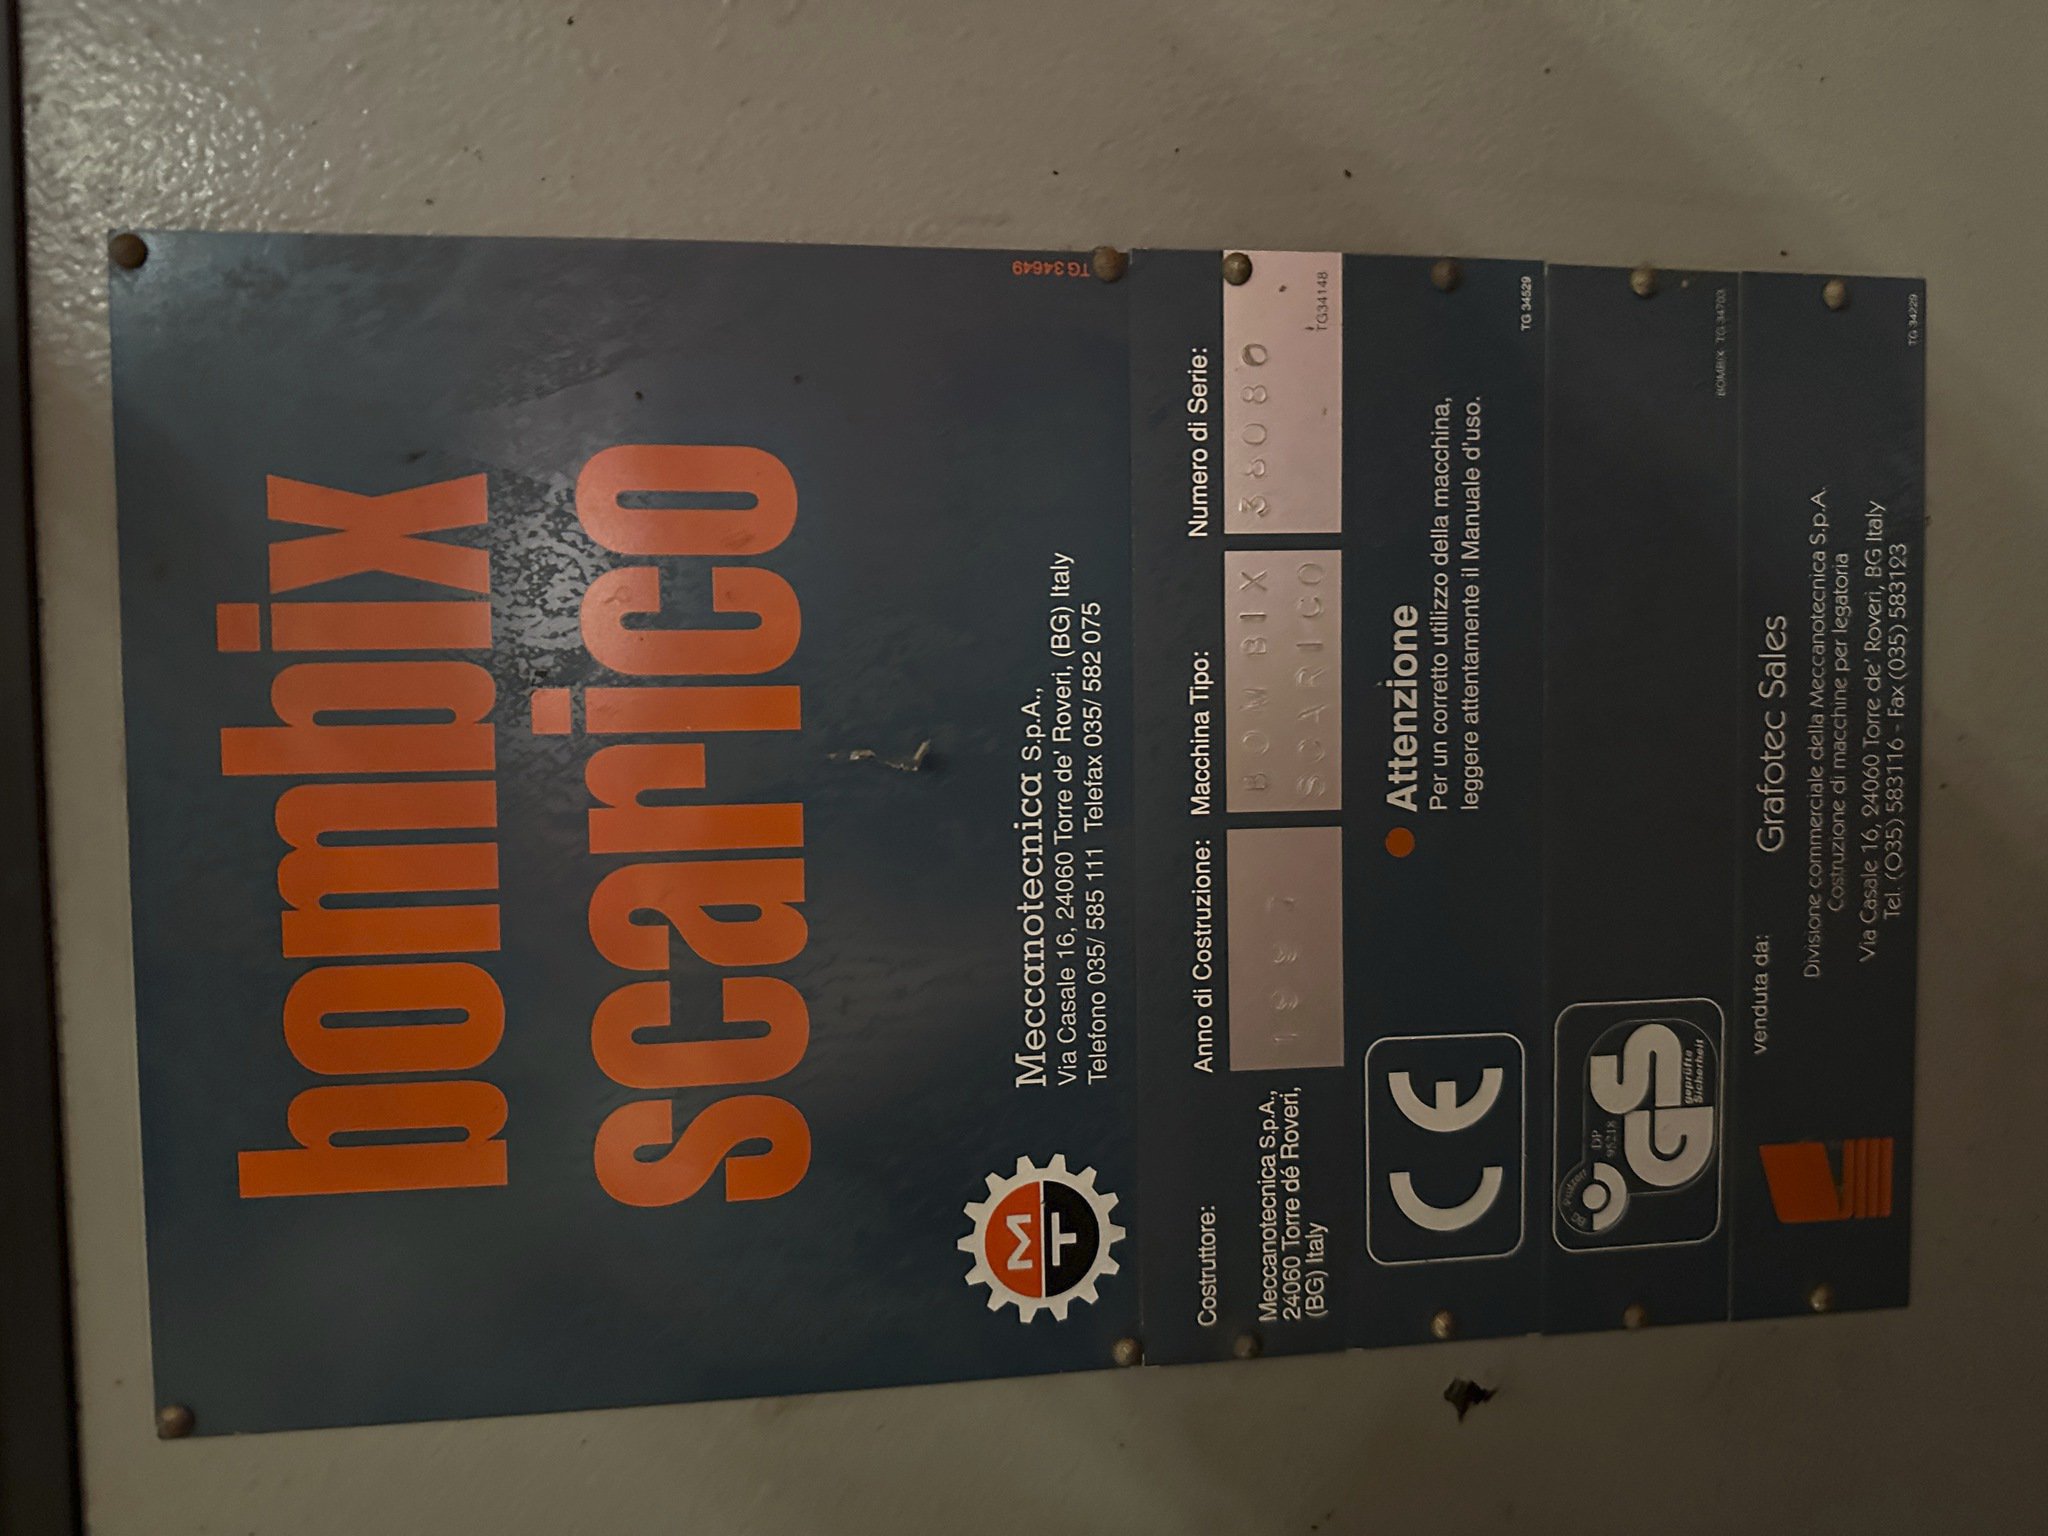 bombix
scarico
TG 34649
M
T
Meccanotecnica S.p.A.,
Via Casale 16, 24060 Torre de' Roveri, (BG) Italy
Telefono 035/ 585 111 Telefax 035/ 582 075
Costruttore:
Meccanotecnica S.p.A.,
24060 Torre dé Roveri,
(BG) Italy
Anno di Costruzione:
Macchina Tipo:
BOMBIX
SCARICO
Numero di Serie:
TG34148
CE
Attenzione
Per un corretto utilizzo della macchina,
leggere attentamente il Manuale d'uso.
TG 34529
DP
95218
GS
geprüfte
Sicherheit
BOMBIX TG 34703
venduta da:
Grafotec Sales
Divisione commerciale della Meccanotecnica S.p.A.
Costruzione di macchine per legatoria
Via Casale 16, 24060 Torre de' Roveri, BG Italy
Tel. (035) 583116 - Fax (035) 583123
TG 34229